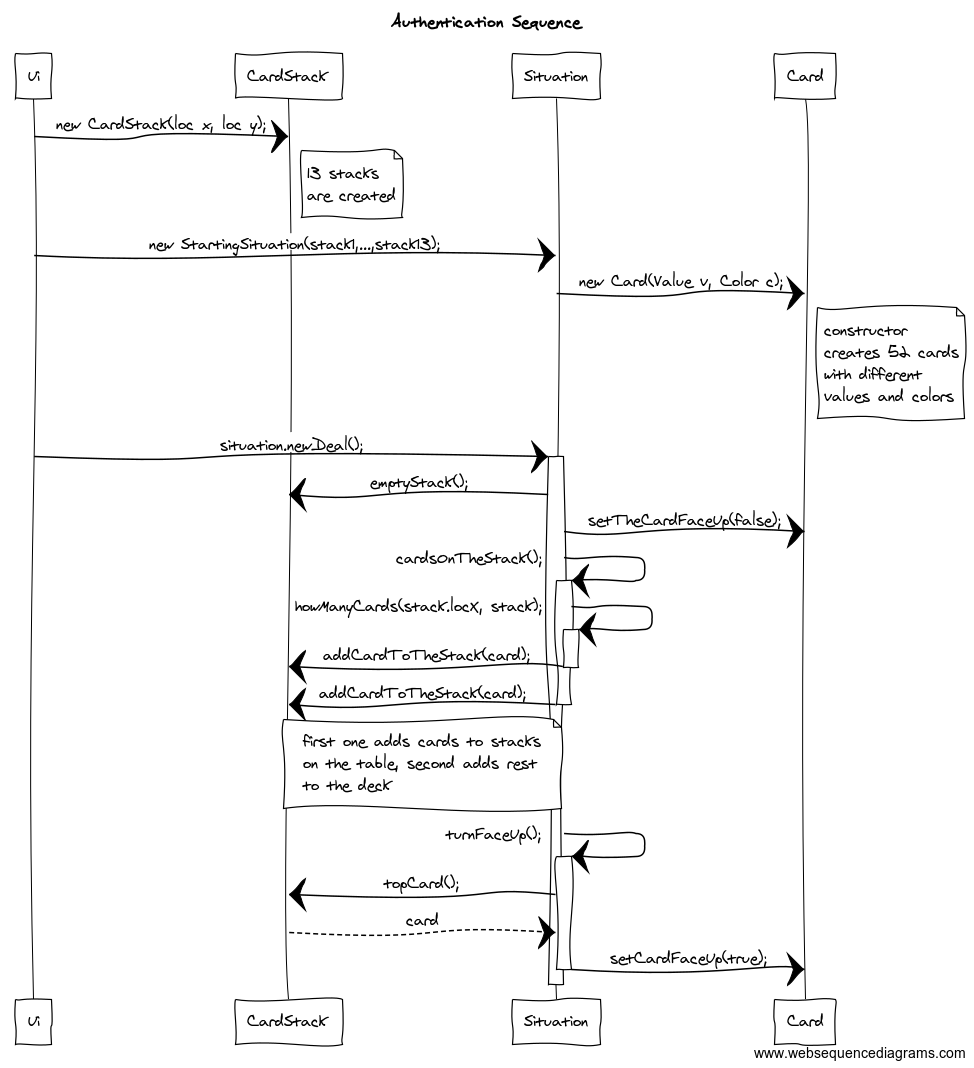 Authentication Sequence
Ui
CardStack
Situation
Card
new CardStack(loc x, loc y);
13 stacks
are created
new StartingSituation(stack1,...,stack13);
new Card(Value v, Color c);
constructor
creates 52 cards
with different
values and colors
situation.newDeal();
emptyStack();
setTheCardFaceUp(false);
cardsOnTheStack();
howManyCards(stack.locX, stack);
addCardToTheStack(card);
addCardToTheStack(card);
first one adds cards to stacks
on the table, second adds rest
to the deck
turnFaceUp();
topCard();
card
setCardFaceUp(true);
Ui
CardStack
Situation
Card
www.websequencediagrams.com